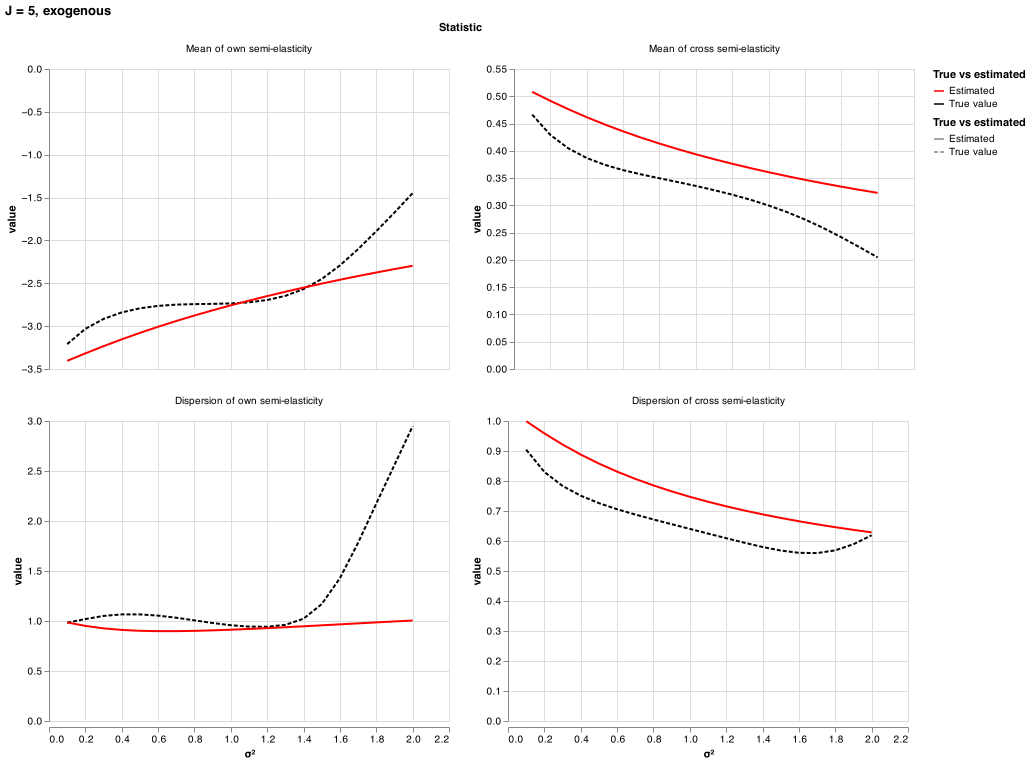 J = 5, exogenous
Statistic
Mean of own semi-elasticity
0.0
−0.5
−1.0
−1.5
−2.0
−2.5
−3.0
−3.5
value
Mean of cross semi-elasticity
0.55
0.50
0.45
0.40
0.35
0.30
0.25
0.20
0.15
0.10
0.05
0.00
value
True vs estimated
Estimated
True value
True vs estimated
Estimated
True value
Dispersion of own semi-elasticity
3.0
2.5
2.0
1.5
1.0
0.5
0.0
value
0.0 0.2 0.4 0.6 0.8 1.0 1.2 1.4 1.6 1.8 2.0 2.2
σ²
Dispersion of cross semi-elasticity
1.0
0.9
0.8
0.7
0.6
0.5
0.4
0.3
0.2
0.1
0.0
value
0.0 0.2 0.4 0.6 0.8 1.0 1.2 1.4 1.6 1.8 2.0 2.2
σ²